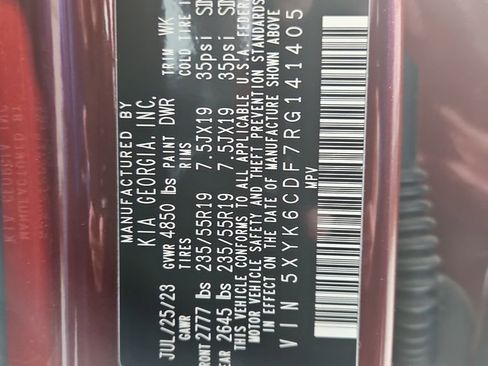 MANUFACTURED BY
KIA GEORGIA, INC.
JUL/25/23 GVWR 4850 lbs PAINT DWR TRIM WK
GAWR TIRES RIMS COLD TIRE
FRONT 2777 lbs 235/55R19 7.5JX19 35psi
REAR 2645 lbs 235/55R19 7.5JX19 35psi
THIS VEHICLE CONFORMS TO ALL APPLICABLE U.S.A. FEDERAL
MOTOR VEHICLE SAFETY AND THEFT PREVENTION STANDARDS
IN EFFECT ON THE DATE OF MANUFACTURE SHOWN ABOVE
VIN 5XYK6CDF7RG141405
MPV